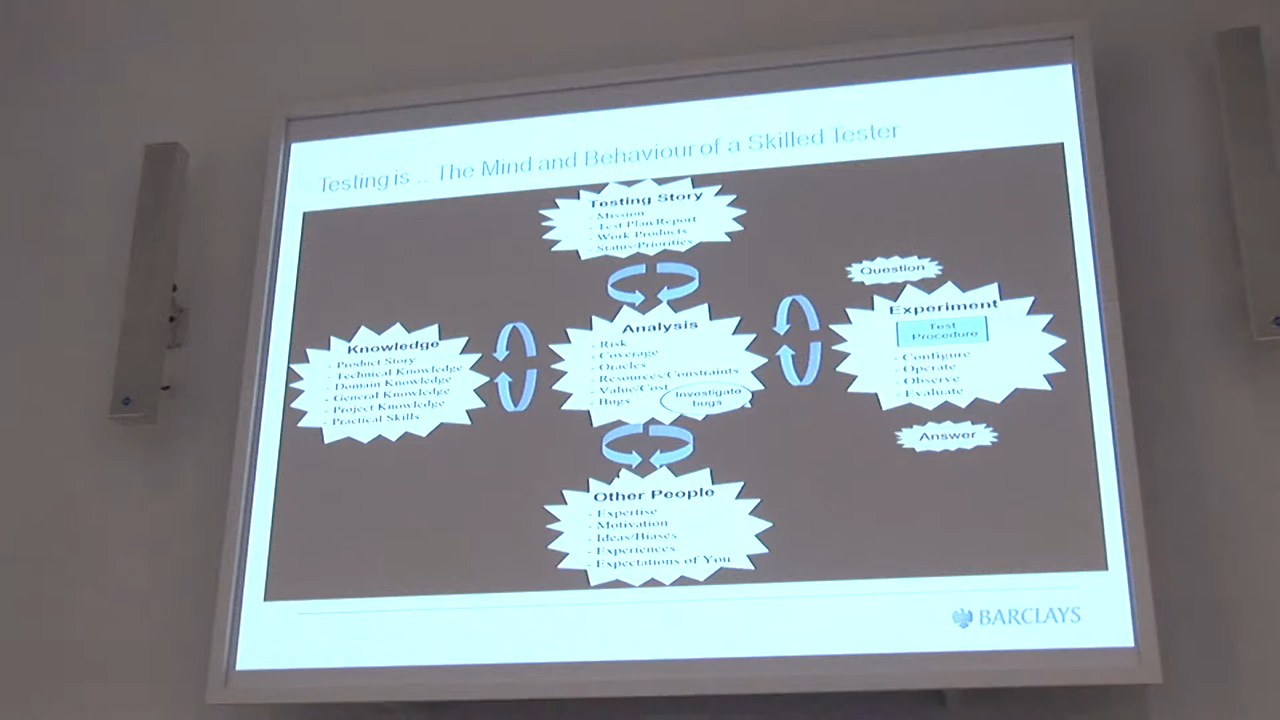 Testing is .. The Mind and Behaviour of a Skilled Tester
Testing Story
- Mission
- Test Plan/Report
- Work Products
- Status/Priorities
Question
Knowledge
- Product Story
- Technical Knowledge
- Domain Knowledge
- General Knowledge
- Project Knowledge
- Practical Skills
Analysis
- Risk
- Coverage
- Oracles
- Resources/Constraints
- Value/Cost
- Bugs
Investigate
bugs
Experiment
Test
Procedure
- Configure
- Operate
- Observe
- Evaluate
Answer
Other People
- Expertise
- Motivation
- Ideas/Biases
- Experiences
- Expectations of You
BARCLAYS